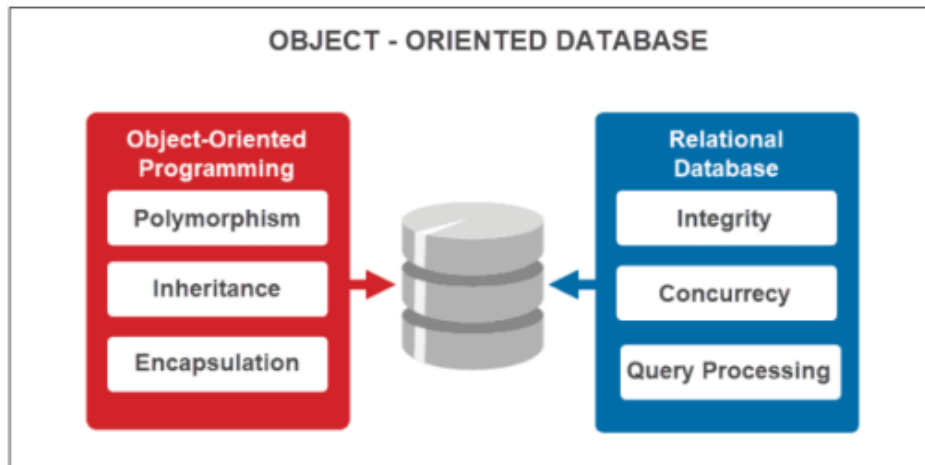 OBJECT - ORIENTED DATABASE
Object-Oriented
Programming
Polymorphism
Inheritance
Encapsulation
Relational
Database
Integrity
Concurrecy
Query Processing